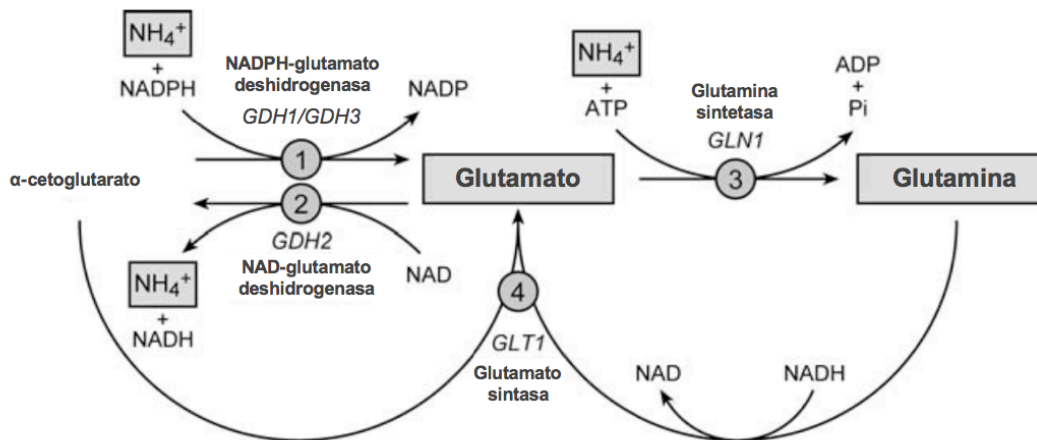 NH₄⁺
+
NADPH
NADPH-glutamato
deshidrogenasa
GDH1/GDH3
NADP
1
α-cetoglutarato
2
GDH2
NAD-glutamato
deshidrogenasa
NAD
NH₄⁺
+
NADH
Glutamato
NH₄⁺
+
ATP
Glutamina
sintetasa
GLN1
ADP
+
Pi
3
Glutamina
4
GLT1
Glutamato
sintasa
NAD
NADH